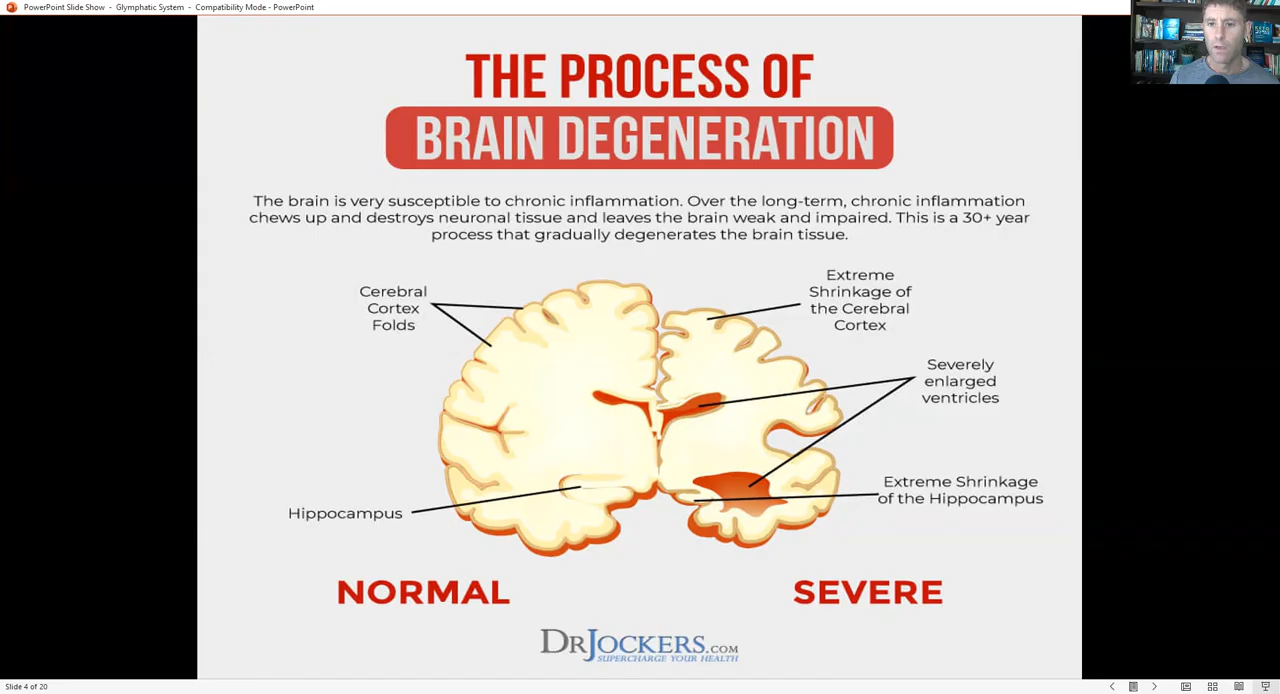 PowerPoint Slide Show - Glymphatic System - Compatibility Mode - PowerPoint
THE PROCESS OF
BRAIN DEGENERATION
The brain is very susceptible to chronic inflammation. Over the long-term, chronic inflammation
chews up and destroys neuronal tissue and leaves the brain weak and impaired. This is a 30+ year
process that gradually degenerates the brain tissue.
Cerebral
Cortex
Folds
Extreme
Shrinkage of
the Cerebral
Cortex
Severely
enlarged
ventricles
Extreme Shrinkage
of the Hippocampus
Hippocampus
NORMAL
SEVERE
DRJOCKERS.COM
SUPERCHARGE YOUR HEALTH
Slide 4 of 20